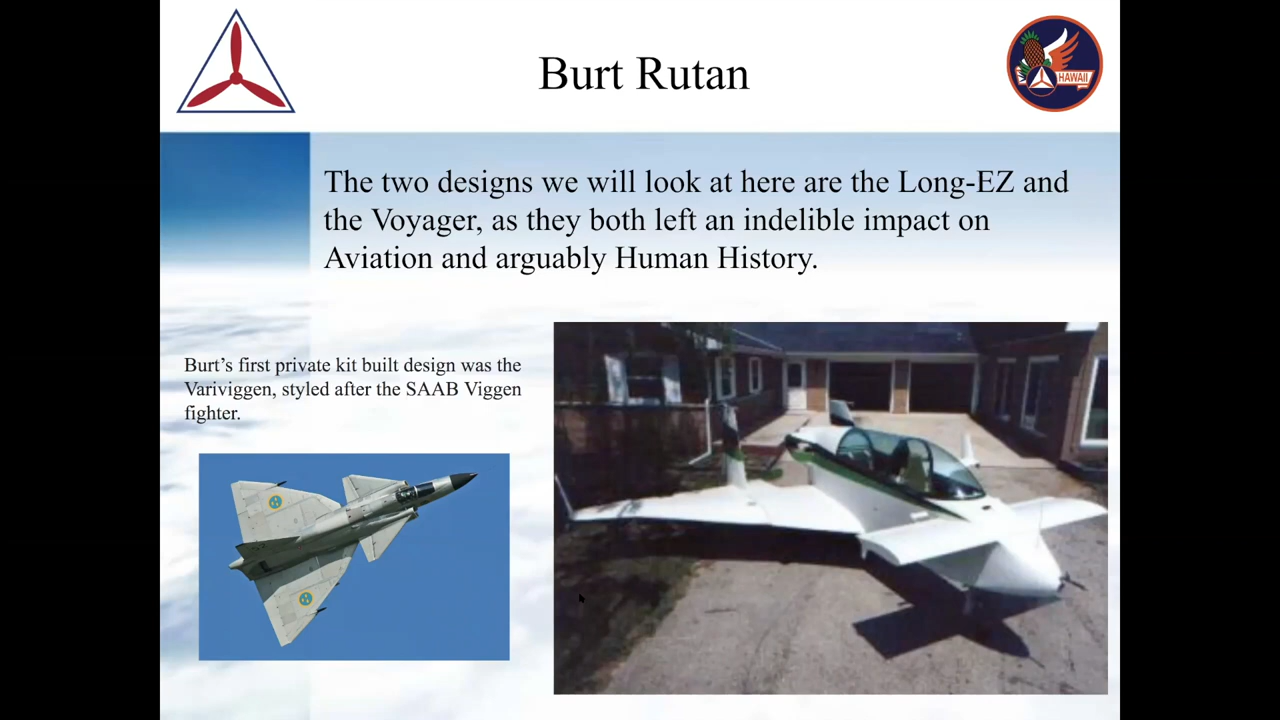 Burt Rutan
HAWAII
The two designs we will look at here are the Long-EZ and
the Voyager, as they both left an indelible impact on
Aviation and arguably Human History.
Burt’s first private kit built design was the
Variviggen, styled after the SAAB Viggen
fighter.